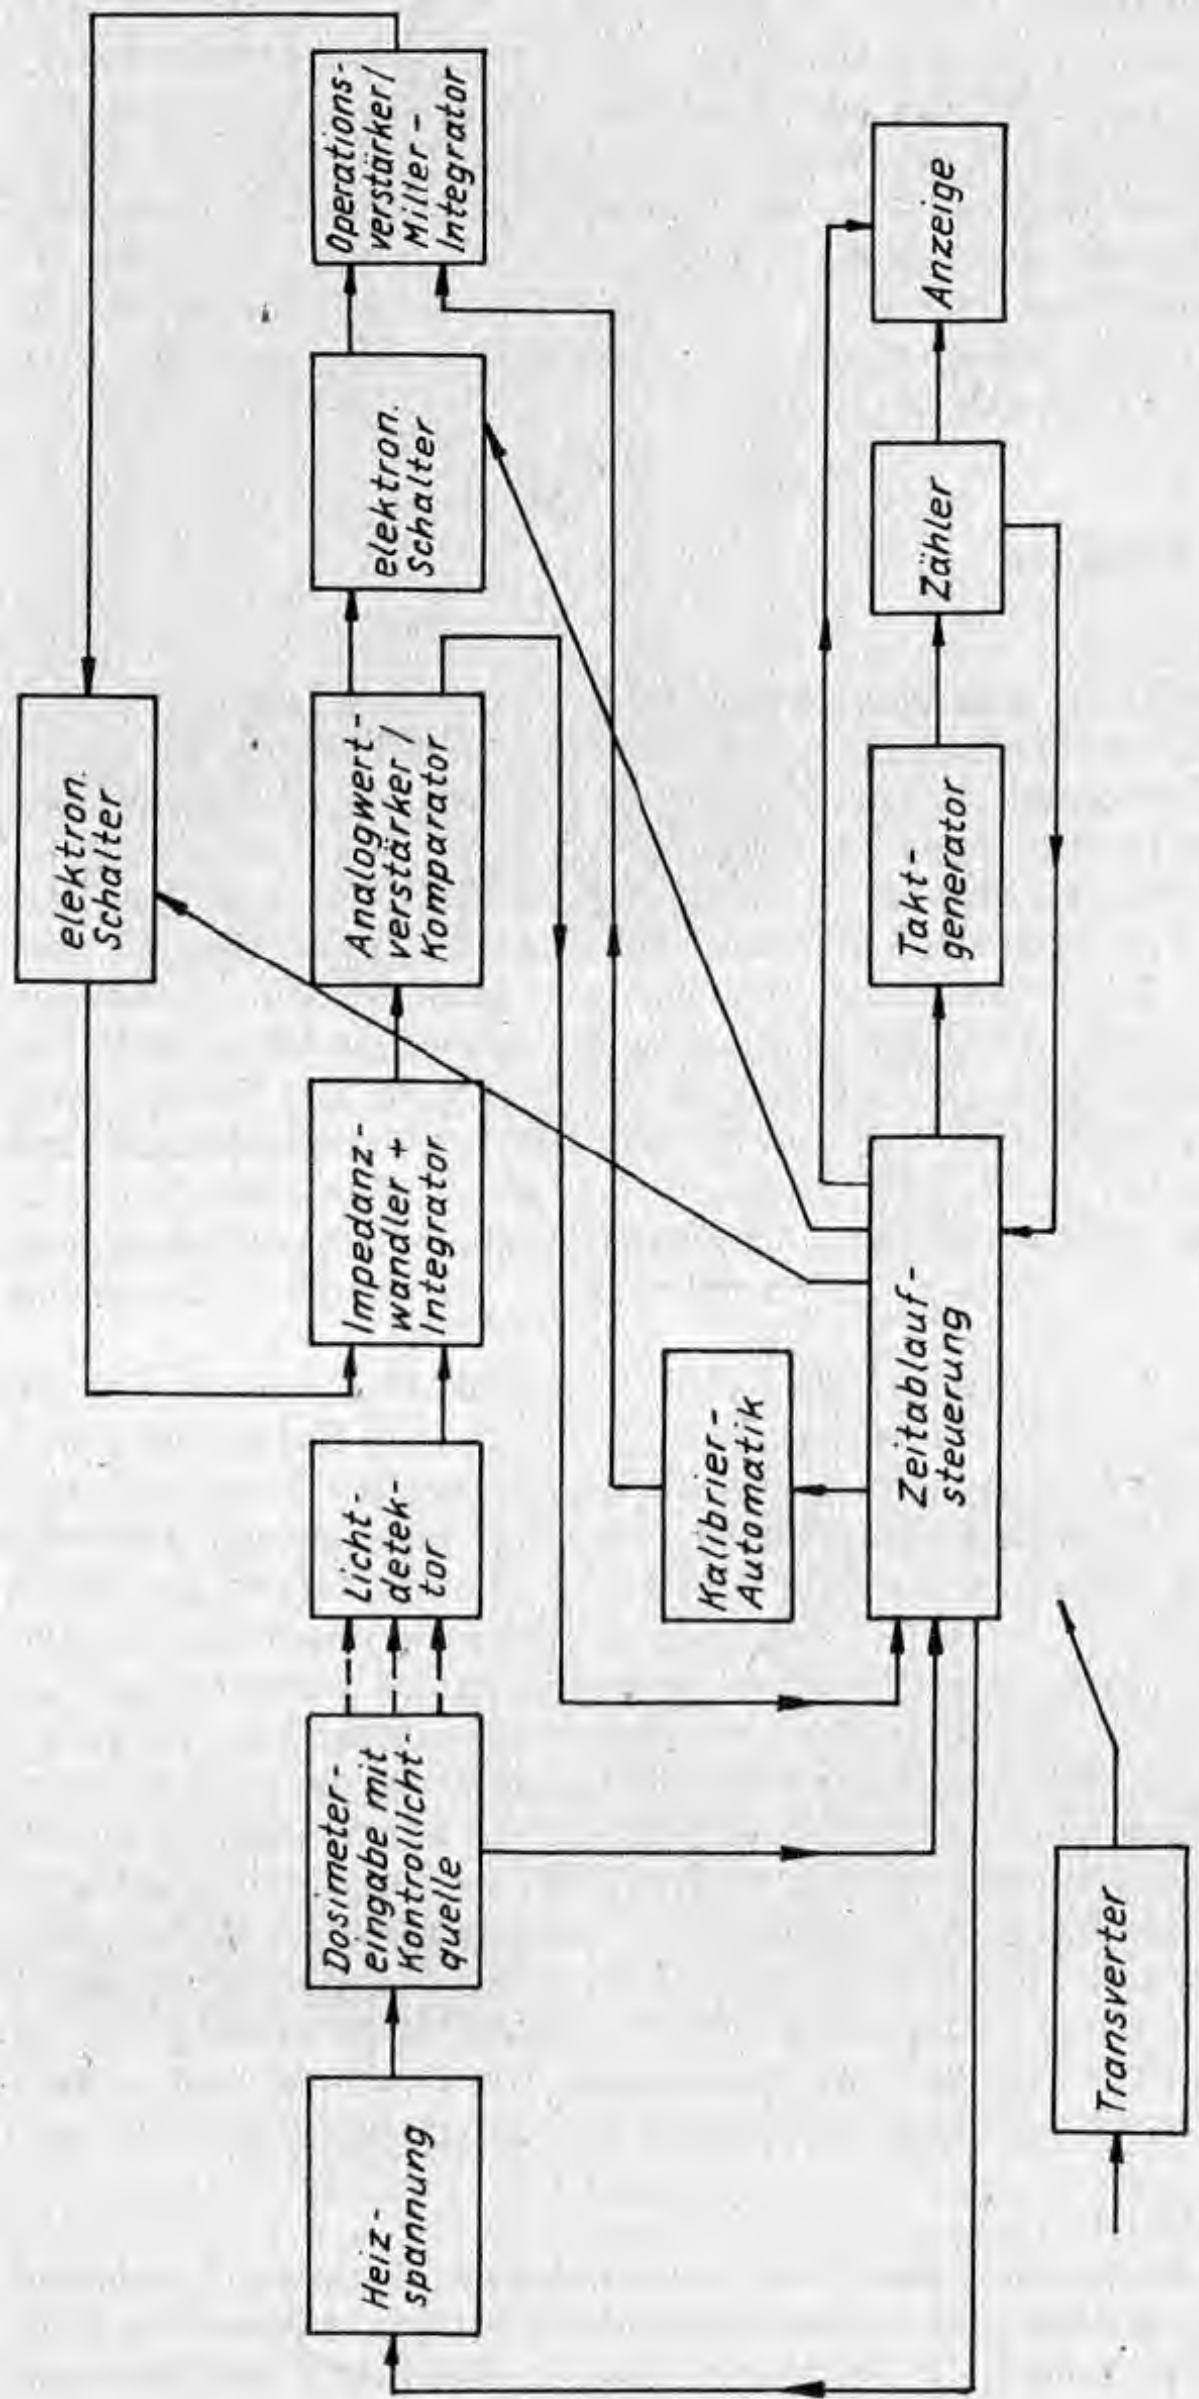 elektron.
Schalter
Heiz-
spannung
Dosimeter-
eingabe mit
Kontrollicht-
quelle
Licht-
detek-
tor
Impedanz-
wandler +
Integrator
Analogwert-
verstärker /
Komparator
elektron.
Schalter
Operations-
verstärker/
Miller-
Integrator
Kalibrier-
Automatik
Zeitablauf-
steuerung
Takt-
generator
Zähler
Anzeige
Transverter